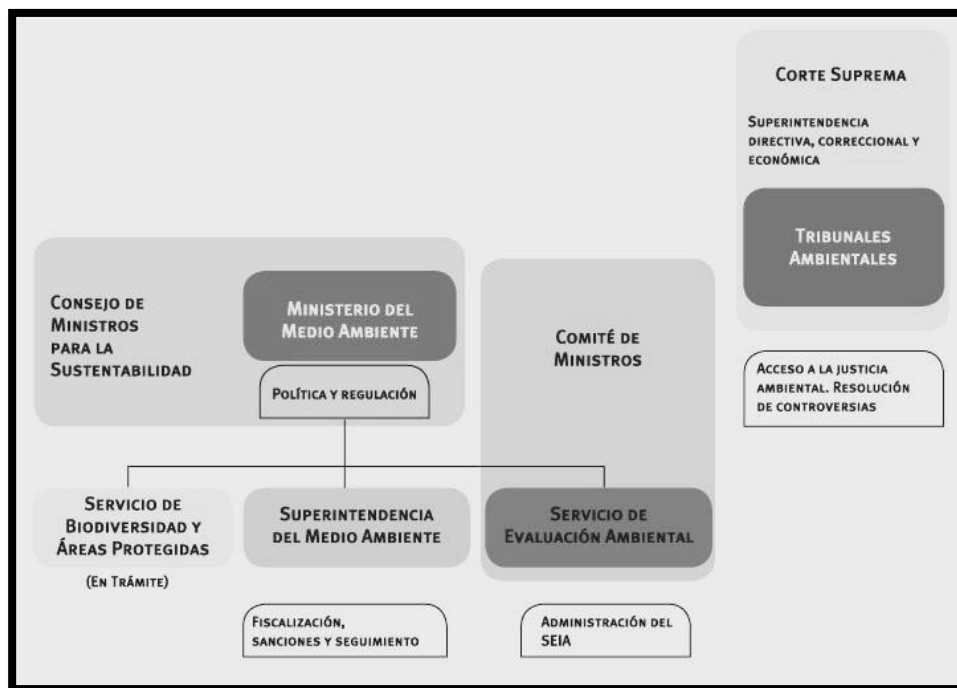 CORTE SUPREMA
SUPERINTENDENCIA
DIRECTIVA, CORRECCIONAL Y
ECONÓMICA
TRIBUNALES
AMBIENTALES
ACCESO A LA JUSTICIA
AMBIENTAL. RESOLUCIÓN
DE CONTROVERSIAS
CONSEJO DE
MINISTROS
PARA LA
SUSTENTABILIDAD
MINISTERIO DEL
MEDIO AMBIENTE
POLÍTICA Y REGULACIÓN
COMITÉ DE
MINISTROS
SERVICIO DE
BIODIVERSIDAD Y
ÁREAS PROTEGIDAS
(EN TRÁMITE)
SUPERINTENDENCIA
DEL MEDIO AMBIENTE
FISCALIZACIÓN,
SANCIONES Y SEGUIMIENTO
SERVICIO DE
EVALUACIÓN AMBIENTAL
ADMINISTRACIÓN DEL
SEIA